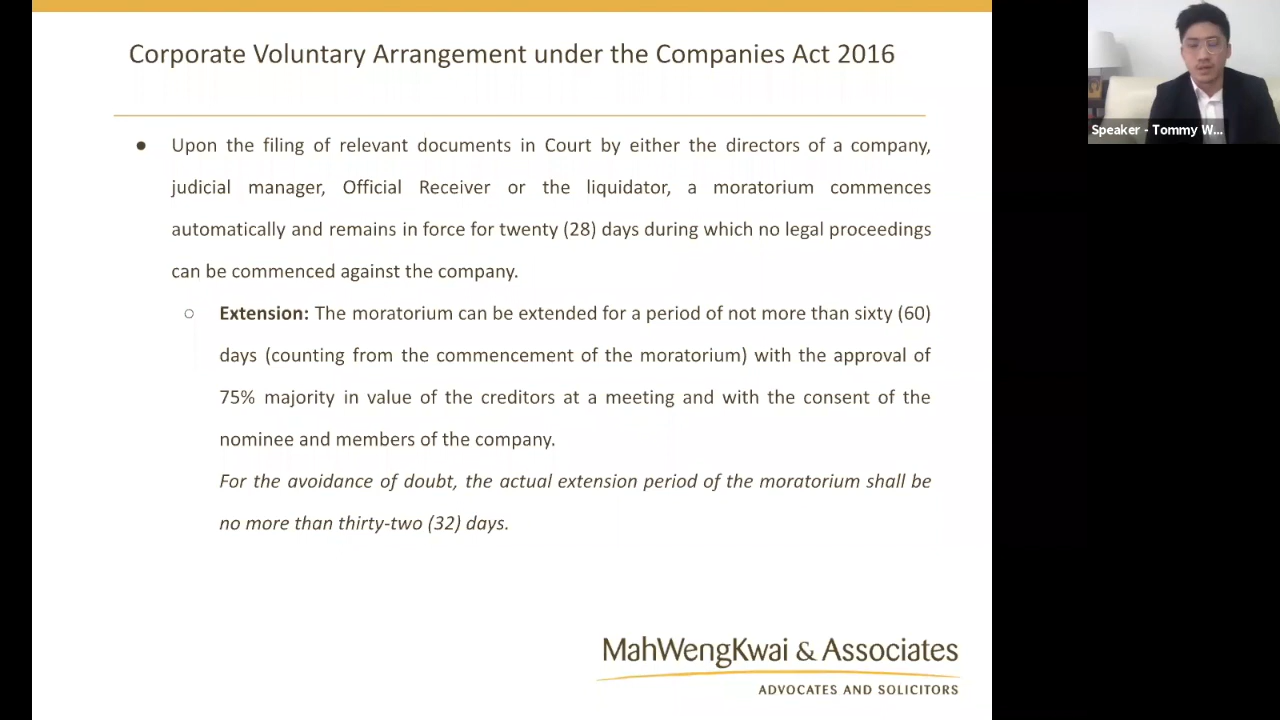 Corporate Voluntary Arrangement under the Companies Act 2016
● Upon the filing of relevant documents in Court by either the directors of a company,
judicial manager, Official Receiver or the liquidator, a moratorium commences
automatically and remains in force for twenty (28) days during which no legal proceedings
can be commenced against the company.
○ Extension: The moratorium can be extended for a period of not more than sixty (60)
days (counting from the commencement of the moratorium) with the approval of
75% majority in value of the creditors at a meeting and with the consent of the
nominee and members of the company.
For the avoidance of doubt, the actual extension period of the moratorium shall be
no more than thirty-two (32) days.
MahWengKwai & Associates
ADVOCATES AND SOLICITORS
Speaker - Tommy W...